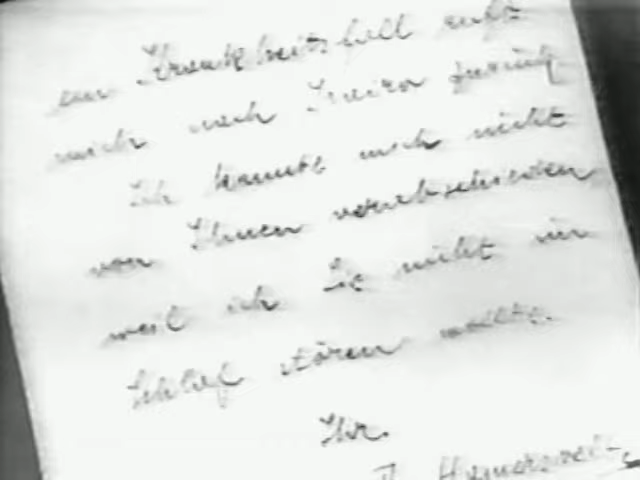 ein Krankheitsfall ruft
mich nach zurück
Ich konnte mich nicht
von Ihnen verabschieden
weil ich Sie nicht im
Schlaf stören wollte.
Ihr